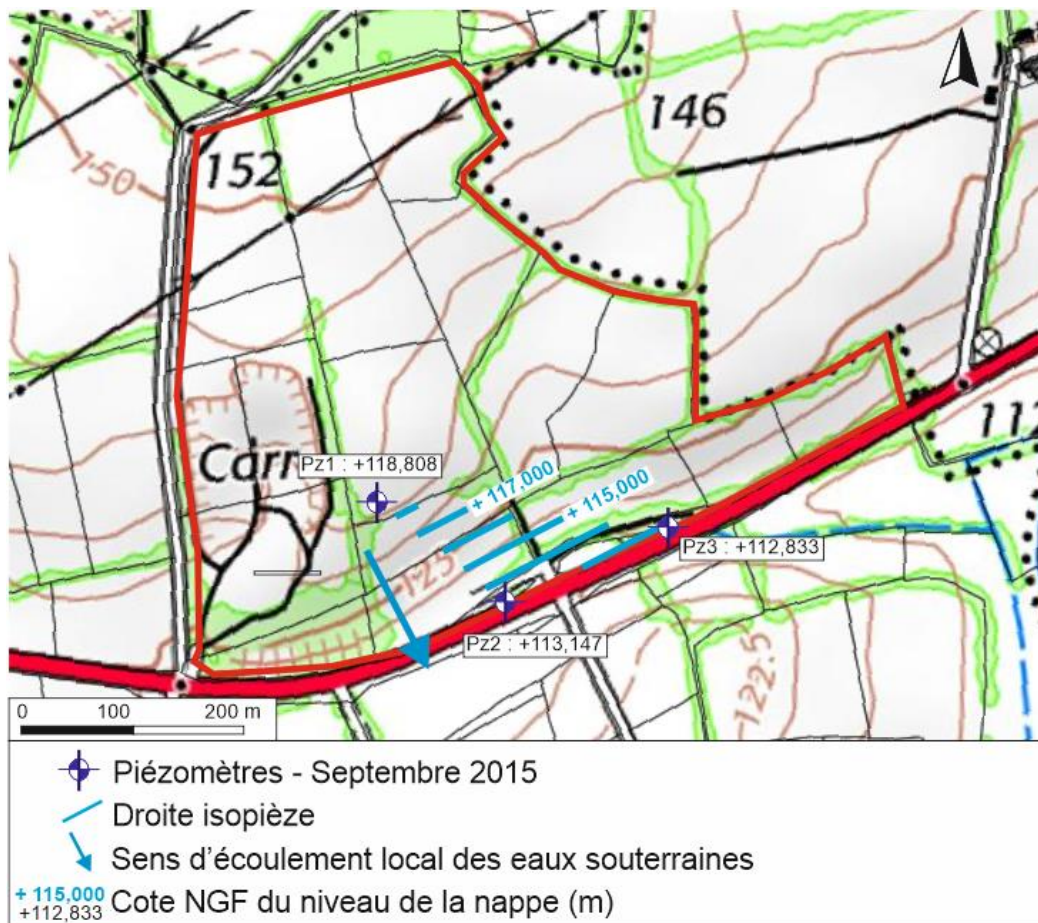 146
152
150
Carr
Pz1 : +118,808
+ 117,000
+ 115,000
125
Pz3 : +112,833
Pz2 : +113,147
122.5
0 100 200 m
Piézomètres - Septembre 2015
Droite isopièze
Sens d'écoulement local des eaux souterraines
+ 115,000
+112,833
Cote NGF du niveau de la nappe (m)